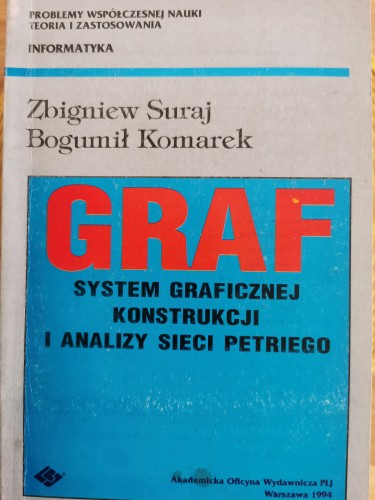 PROBLEMY WSPÓŁCZESNEJ NAUKI
TEORIA I ZASTOSOWANIA
INFORMATYKA
Zbigniew Suraj
Bogumił Komarek
GRAF
SYSTEM GRAFICZNEJ
KONSTRUKCJI
I ANALIZY SIECI PETRIEGO
Akademicka Oficyna Wydawnicza PLJ
Warszawa 1994